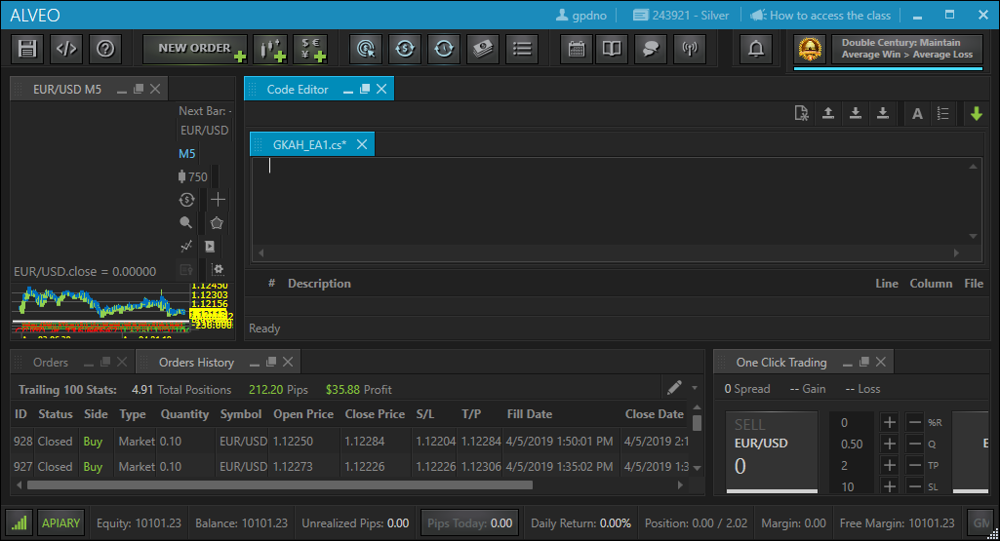 ALVEO
gpdno
243921 - Silver
How to access the class
NEW ORDER
Double Century: Maintain
Average Win > Average Loss
EUR/USD M5
Next Bar: -
EUR/USD
M5
750
EUR/USD.close = 0.00000
1.12450
1.12303
1.12156
Code Editor
A
GKAH_EA1.cs*
# Description Line Column File
Ready
Orders
Orders History
Trailing 100 Stats: 4.91 Total Positions 212.20 Pips $35.88 Profit
ID Status Side Type Quantity Symbol Open Price Close Price S/L T/P Fill Date Close Date
928 Closed Buy Market 0.10 EUR/USD 1.12250 1.12284 1.12204 1.12284 4/5/2019 1:50:01 PM 4/5/2019 2:1
927 Closed Buy Market 0.10 EUR/USD 1.12273 1.12226 1.12226 1.12306 4/5/2019 1:35:02 PM 4/5/2019 1:3
One Click Trading
0 Spread -- Gain -- Loss
SELL
EUR/USD
0
0 %R
0.50 Q
2 TP
10 SL
APIARY
Equity: 10101.23
Balance: 10101.23
Unrealized Pips: 0.00
Pips Today: 0.00
Daily Return: 0.00%
Position: 0.00 / 2.02
Margin: 0.00
Free Margin: 10101.23